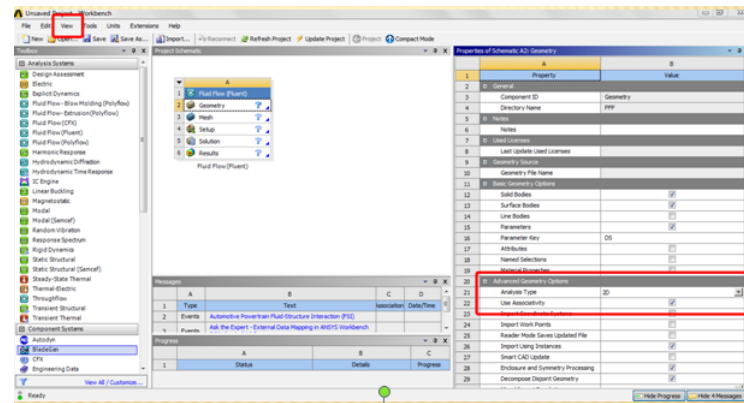 Unsaved Project - Workbench
File Edit View Tools Units Extensions Help
New Open... Save Save As... Import... Reconnect Refresh Project Update Project Project Compact Mode
Toolbox
Analysis Systems
Design Assessment
Electric
Explicit Dynamics
Fluid Flow - Blow Molding (Polyflow)
Fluid Flow - Extrusion (Polyflow)
Fluid Flow (CFX)
Fluid Flow (Fluent)
Fluid Flow (Polyflow)
Harmonic Response
Hydrodynamic Diffraction
Hydrodynamic Time Response
IC Engine
Linear Buckling
Magnetostatic
Modal
Modal (Samcef)
Random Vibration
Response Spectrum
Rigid Dynamics
Static Structural
Static Structural (Samcef)
Steady-State Thermal
Thermal-Electric
Throughflow
Transient Structural
Transient Thermal
Component Systems
Autodyn
BladeGen
CFX
Engineering Data
View All / Customize...
Ready
Project Schematic
A
1 Fluid Flow (Fluent)
2 Geometry ?
3 Mesh ?
4 Setup ?
5 Solution ?
6 Results ?
Fluid Flow (Fluent)
Messages
A B C D
1 Type Text Association Date/Time
2 Events Automotive Powertrain Fluid-Structure Interaction (FSI)
3 Events Ask the Expert - External Data Mapping in ANSYS Workbench
Progress
A B C
1 Status Details Progress
Properties of Schematic A2: Geometry
A B
1 Property Value
2 General
3 Component ID Geometry
4 Directory Name FFF
5 Notes
6 Notes
7 Used Licenses
8 Last Update Used Licenses
9 Geometry Source
10 Geometry File Name
11 Basic Geometry Options
12 Solid Bodies
13 Surface Bodies
14 Line Bodies
15 Parameters
16 Parameter Key DS
17 Attributes
18 Named Selections
19 Material Properties
20 Advanced Geometry Options
21 Analysis Type 2D
22 Use Associativity
23 Import Coordinate Systems
24 Import Work Points
25 Reader Mode Saves Updated File
26 Import Using Instances
27 Smart CAD Update
28 Enclosure and Symmetry Processing
29 Decompose Disjoint Geometry
Hide Progress Hide 4 Messages